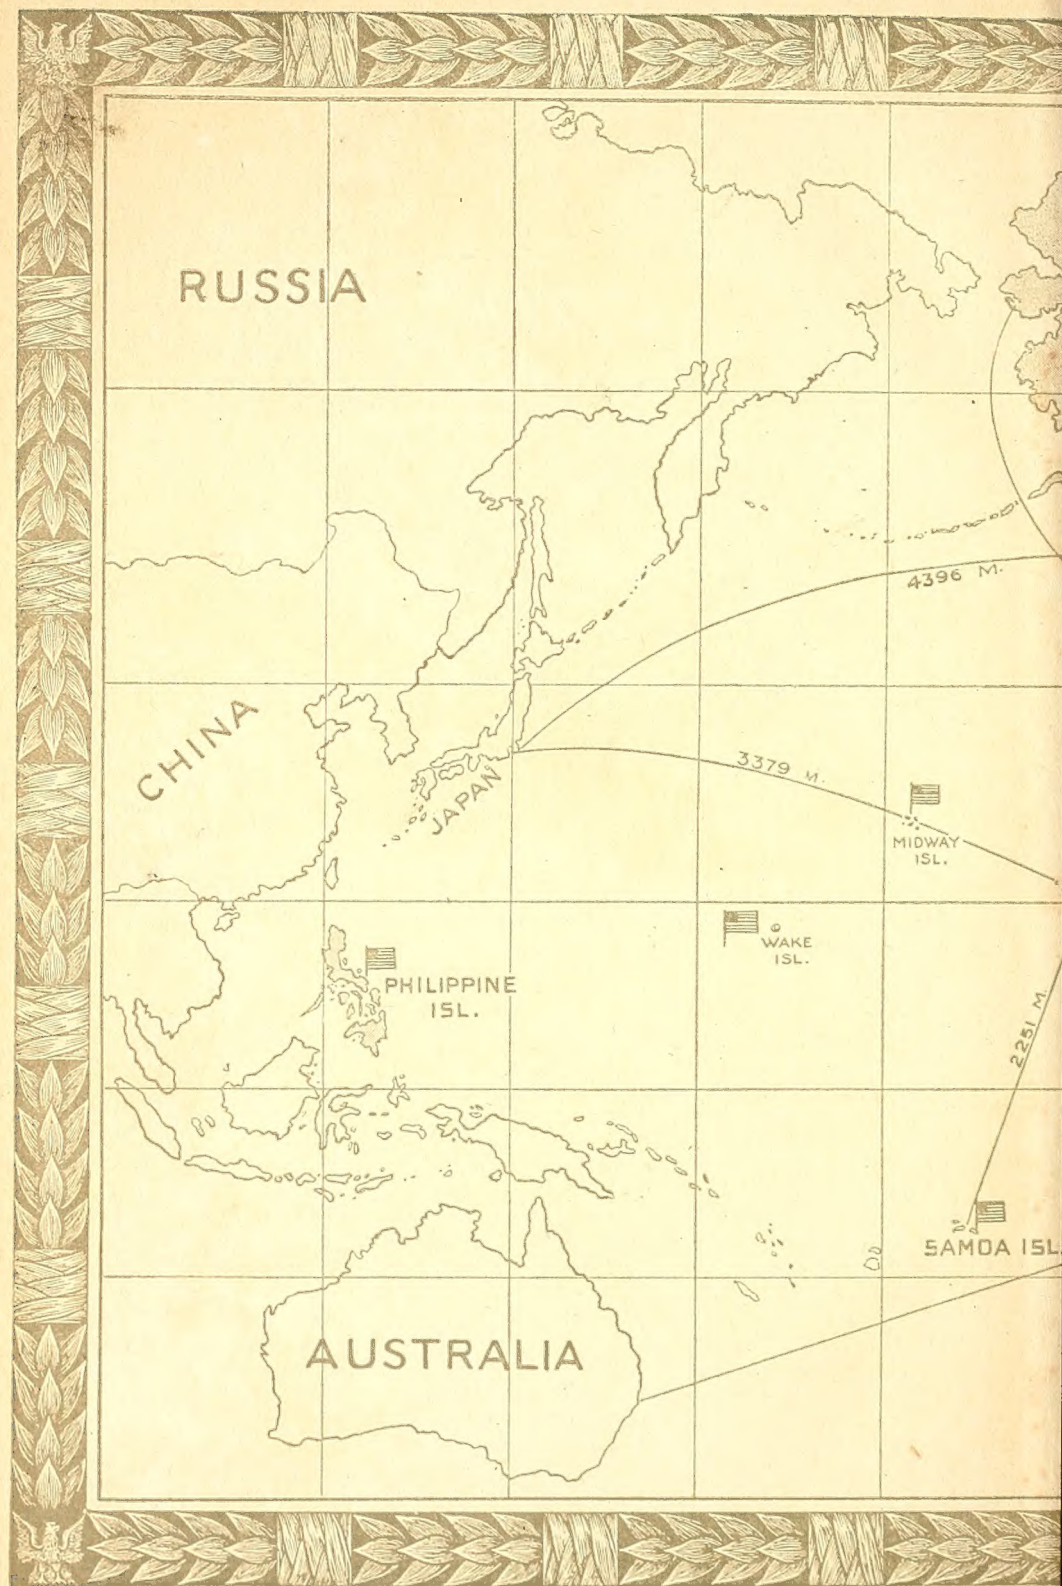 RUSSIA
4396 M.
CHINA
3379 M.
JAPAN
MIDWAY
ISL.
WAKE
ISL.
PHILIPPINE
ISL.
2251 M.
SAMOA ISL.
AUSTRALIA